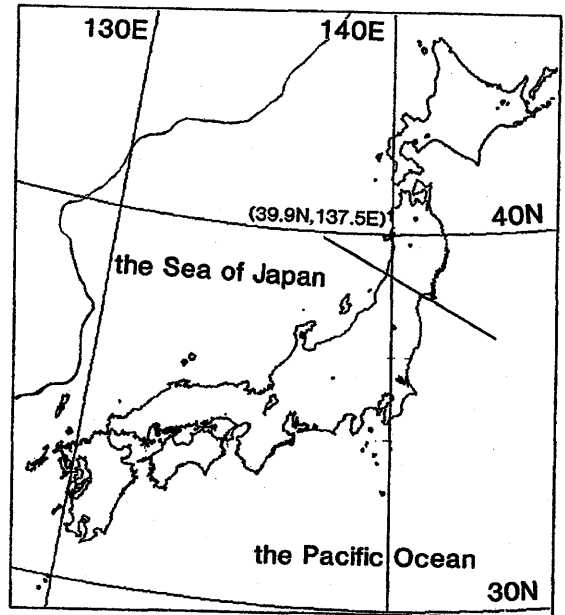 130E
140E
(39.9N,137.5E)
40N
the Sea of Japan
the Pacific Ocean
30N